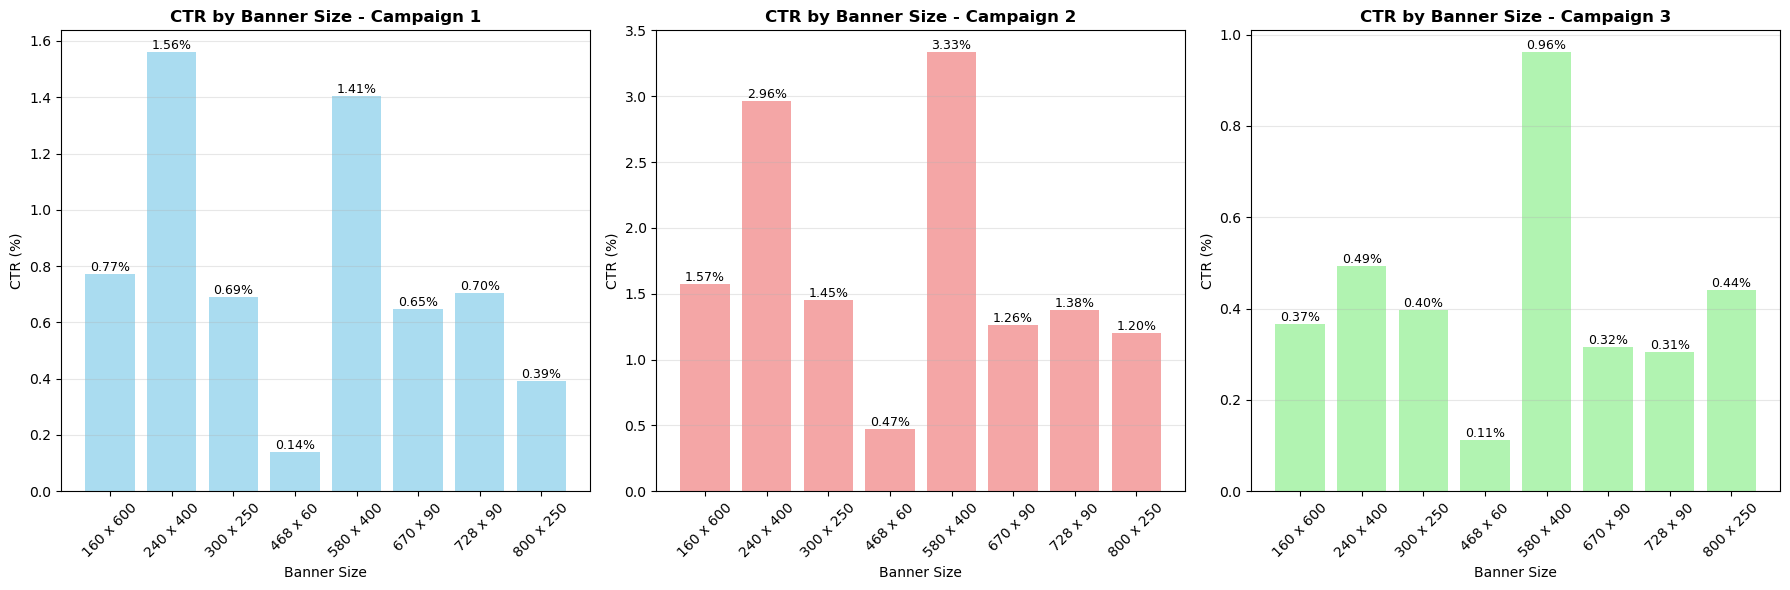 CTR by Banner Size - Campaign 1
CTR (%)
1.6
1.4
1.2
1.0
0.8
0.6
0.4
0.2
0.0
0.77%
1.56%
0.69%
0.14%
1.41%
0.65%
0.70%
0.39%
160 x 600
240 x 400
300 x 250
468 x 60
580 x 400
670 x 90
728 x 90
800 x 250
Banner Size
CTR by Banner Size - Campaign 2
CTR (%)
3.5
3.0
2.5
2.0
1.5
1.0
0.5
0.0
1.57%
2.96%
1.45%
0.47%
3.33%
1.26%
1.38%
1.20%
160 x 600
240 x 400
300 x 250
468 x 60
580 x 400
670 x 90
728 x 90
800 x 250
Banner Size
CTR by Banner Size - Campaign 3
CTR (%)
1.0
0.8
0.6
0.4
0.2
0.0
0.37%
0.49%
0.40%
0.11%
0.96%
0.32%
0.31%
0.44%
160 x 600
240 x 400
300 x 250
468 x 60
580 x 400
670 x 90
728 x 90
800 x 250
Banner Size